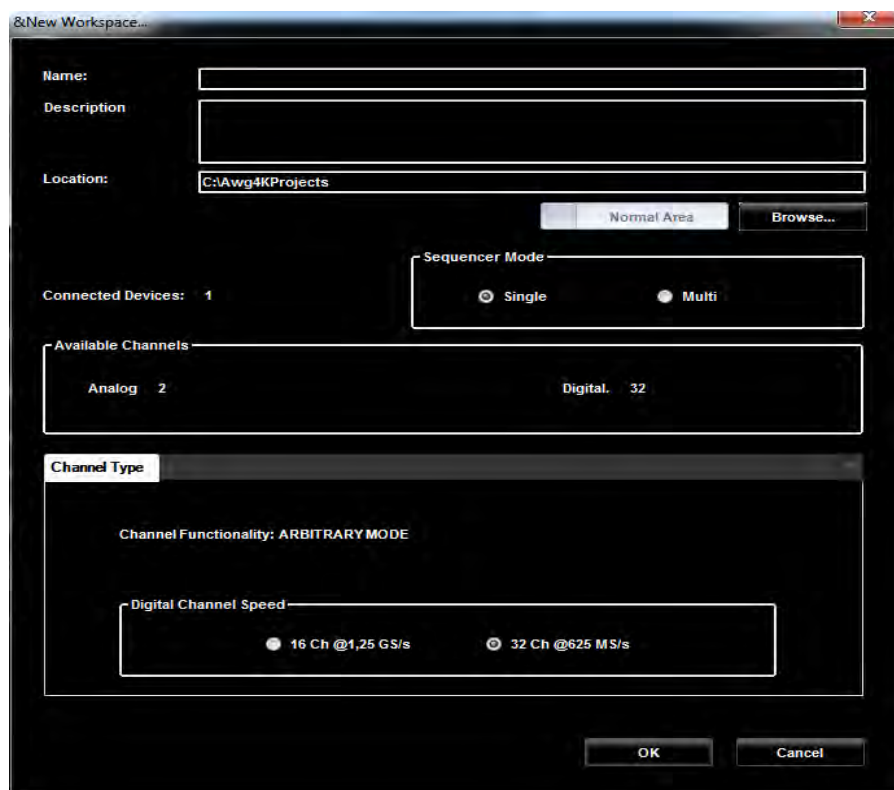 &New Workspace...
Name:
Description
Location:
C:\Awg4KProjects
Normal Area
Browse...
Sequencer Mode
Connected Devices: 1
Single
Multi
Available Channels
Analog 2
Digital. 32
Channel Type
Channel Functionality: ARBITRARY MODE
Digital Channel Speed
16 Ch @1,25 GS/s
32 Ch @625 MS/s
OK
Cancel